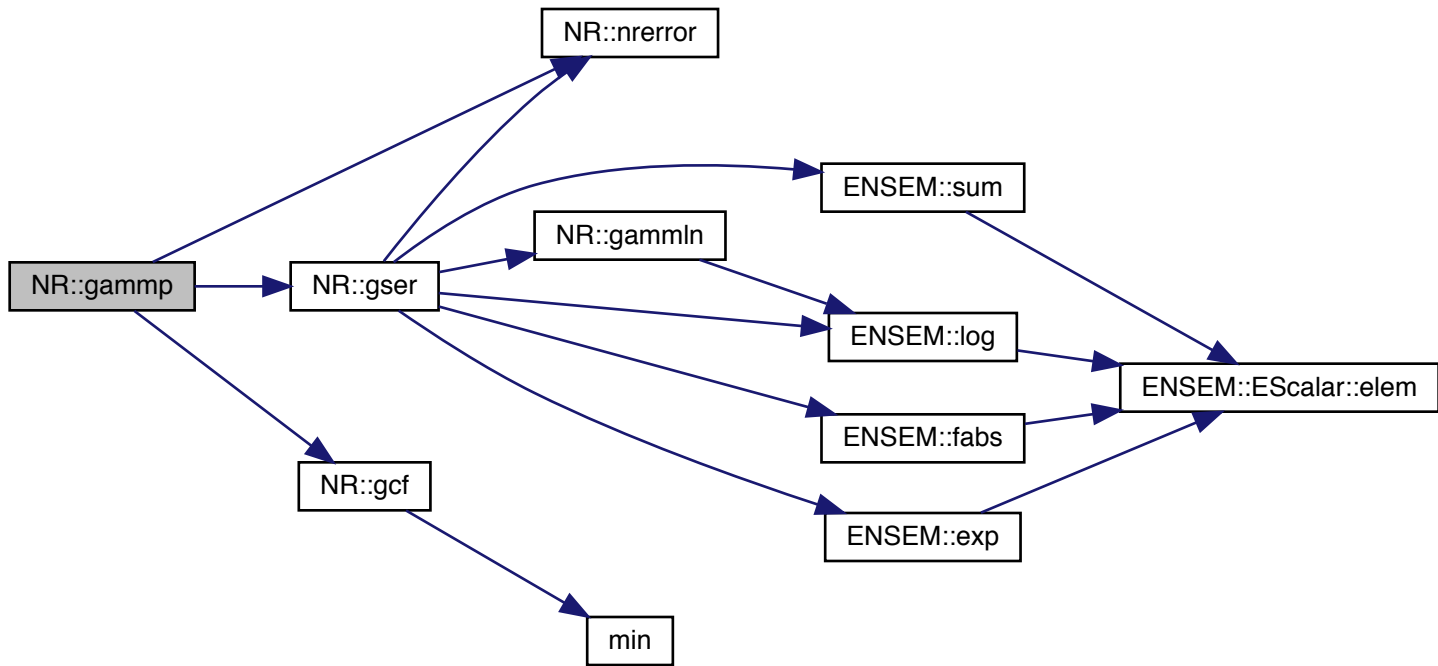 NR::nrerror
ENSEM::sum
NR::gammln
NR::gammp
NR::gser
ENSEM::log
ENSEM::EScalar::elem
ENSEM::fabs
NR::gcf
ENSEM::exp
min